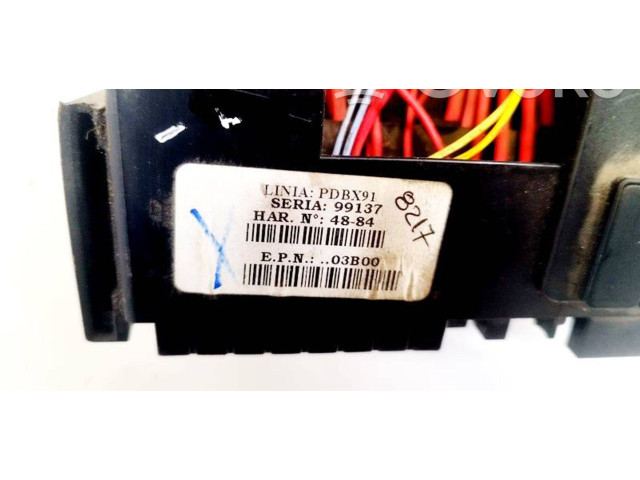 LINIA: PDBX91
SERIA: 99137
HAR. N°: 48-84
E.P.N.: ..03B00
8217